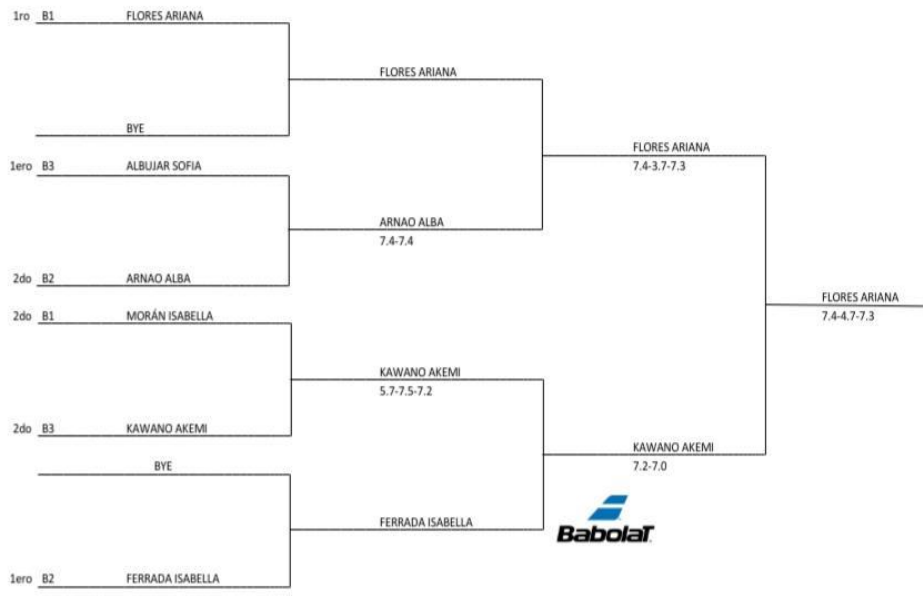 1ro B1 FLORES ARIANA
FLORES ARIANA
BYE
FLORES ARIANA
7.4-3.7-7.3
1ero B3 ALBUJAR SOFIA
ARNAO ALBA
7.4-7.4
2do B2 ARNAO ALBA
FLORES ARIANA
7.4-4.7-7.3
2do B1 MORÁN ISABELLA
KAWANO AKEMI
5.7-7.5-7.2
2do B3 KAWANO AKEMI
KAWANO AKEMI
7.2-7.0
BYE
FERRADA ISABELLA
BabolaT
1ero B2 FERRADA ISABELLA